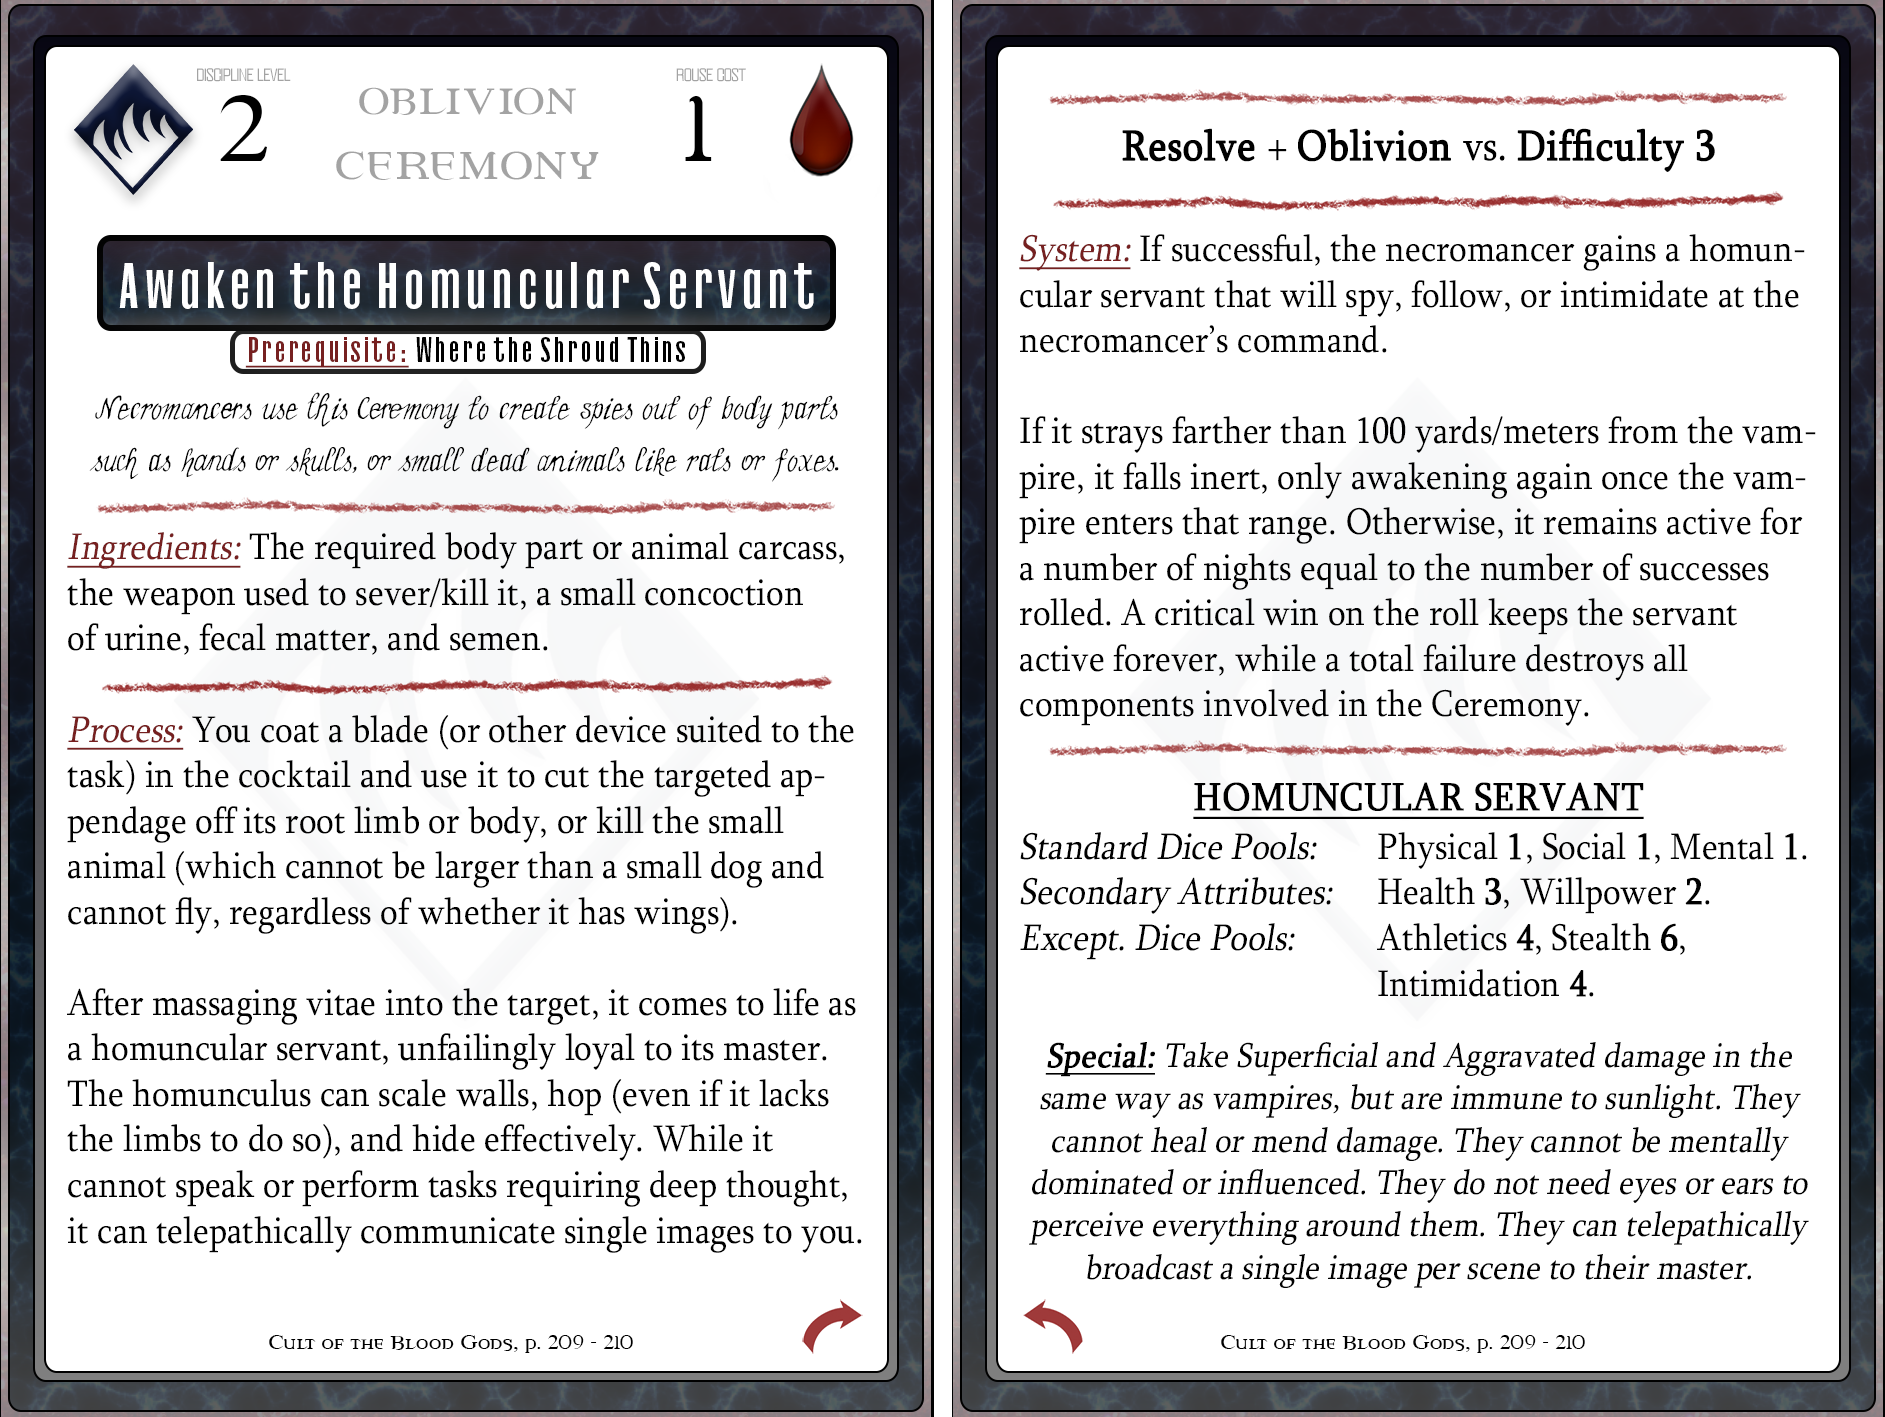 DISCIPLINE LEVEL
2
OBLIVION
CEREMONY
ROUSE COST
1
Awaken the Homuncular Servant
Prerequisite: Where the Shroud Thins
Necromancers use this Ceremony to create spies out of body parts
such as hands or skulls, or small dead animals like rats or foxes.
Ingredients: The required body part or animal carcass,
the weapon used to sever/kill it, a small concoction
of urine, fecal matter, and semen.
Process: You coat a blade (or other device suited to the
task) in the cocktail and use it to cut the targeted ap-
pendage off its root limb or body, or kill the small
animal (which cannot be larger than a small dog and
cannot fly, regardless of whether it has wings).
After massaging vitae into the target, it comes to life as
a homuncular servant, unfailingly loyal to its master.
The homunculus can scale walls, hop (even if it lacks
the limbs to do so), and hide effectively. While it
cannot speak or perform tasks requiring deep thought,
it can telepathically communicate single images to you.
Cult of the Blood Gods, p. 209 - 210
Resolve + Oblivion vs. Difficulty 3
System: If successful, the necromancer gains a homun-
cular servant that will spy, follow, or intimidate at the
necromancer's command.
If it strays farther than 100 yards/meters from the vam-
pire, it falls inert, only awakening again once the vam-
pire enters that range. Otherwise, it remains active for
a number of nights equal to the number of successes
rolled. A critical win on the roll keeps the servant
active forever, while a total failure destroys all
components involved in the Ceremony.
HOMUNCULAR SERVANT
Standard Dice Pools: Physical 1, Social 1, Mental 1.
Secondary Attributes: Health 3, Willpower 2.
Except. Dice Pools: Athletics 4, Stealth 6,
Intimidation 4.
Special: Take Superficial and Aggravated damage in the
same way as vampires, but are immune to sunlight. They
cannot heal or mend damage. They cannot be mentally
dominated or influenced. They do not need eyes or ears to
perceive everything around them. They can telepathically
broadcast a single image per scene to their master.
Cult of the Blood Gods, p. 209 - 210